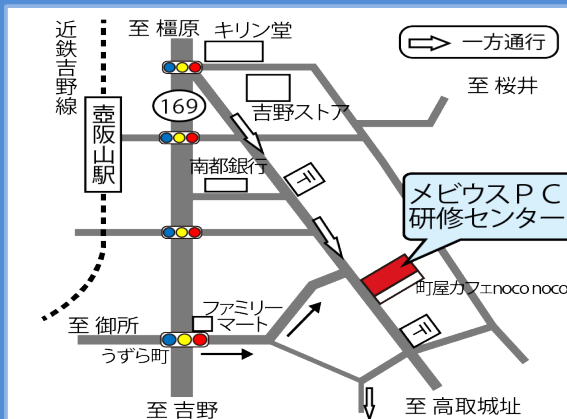 至 橿原
キリン堂
一方通行
近鉄吉野線
至 桜井
169
吉野ストア
壺阪山駅
南都銀行
〒
メビウスＰＣ
研修センター
町屋カフェnoco noco
ファミリー
マート
至 御所
〒
うずら町
至 吉野
至 高取城址